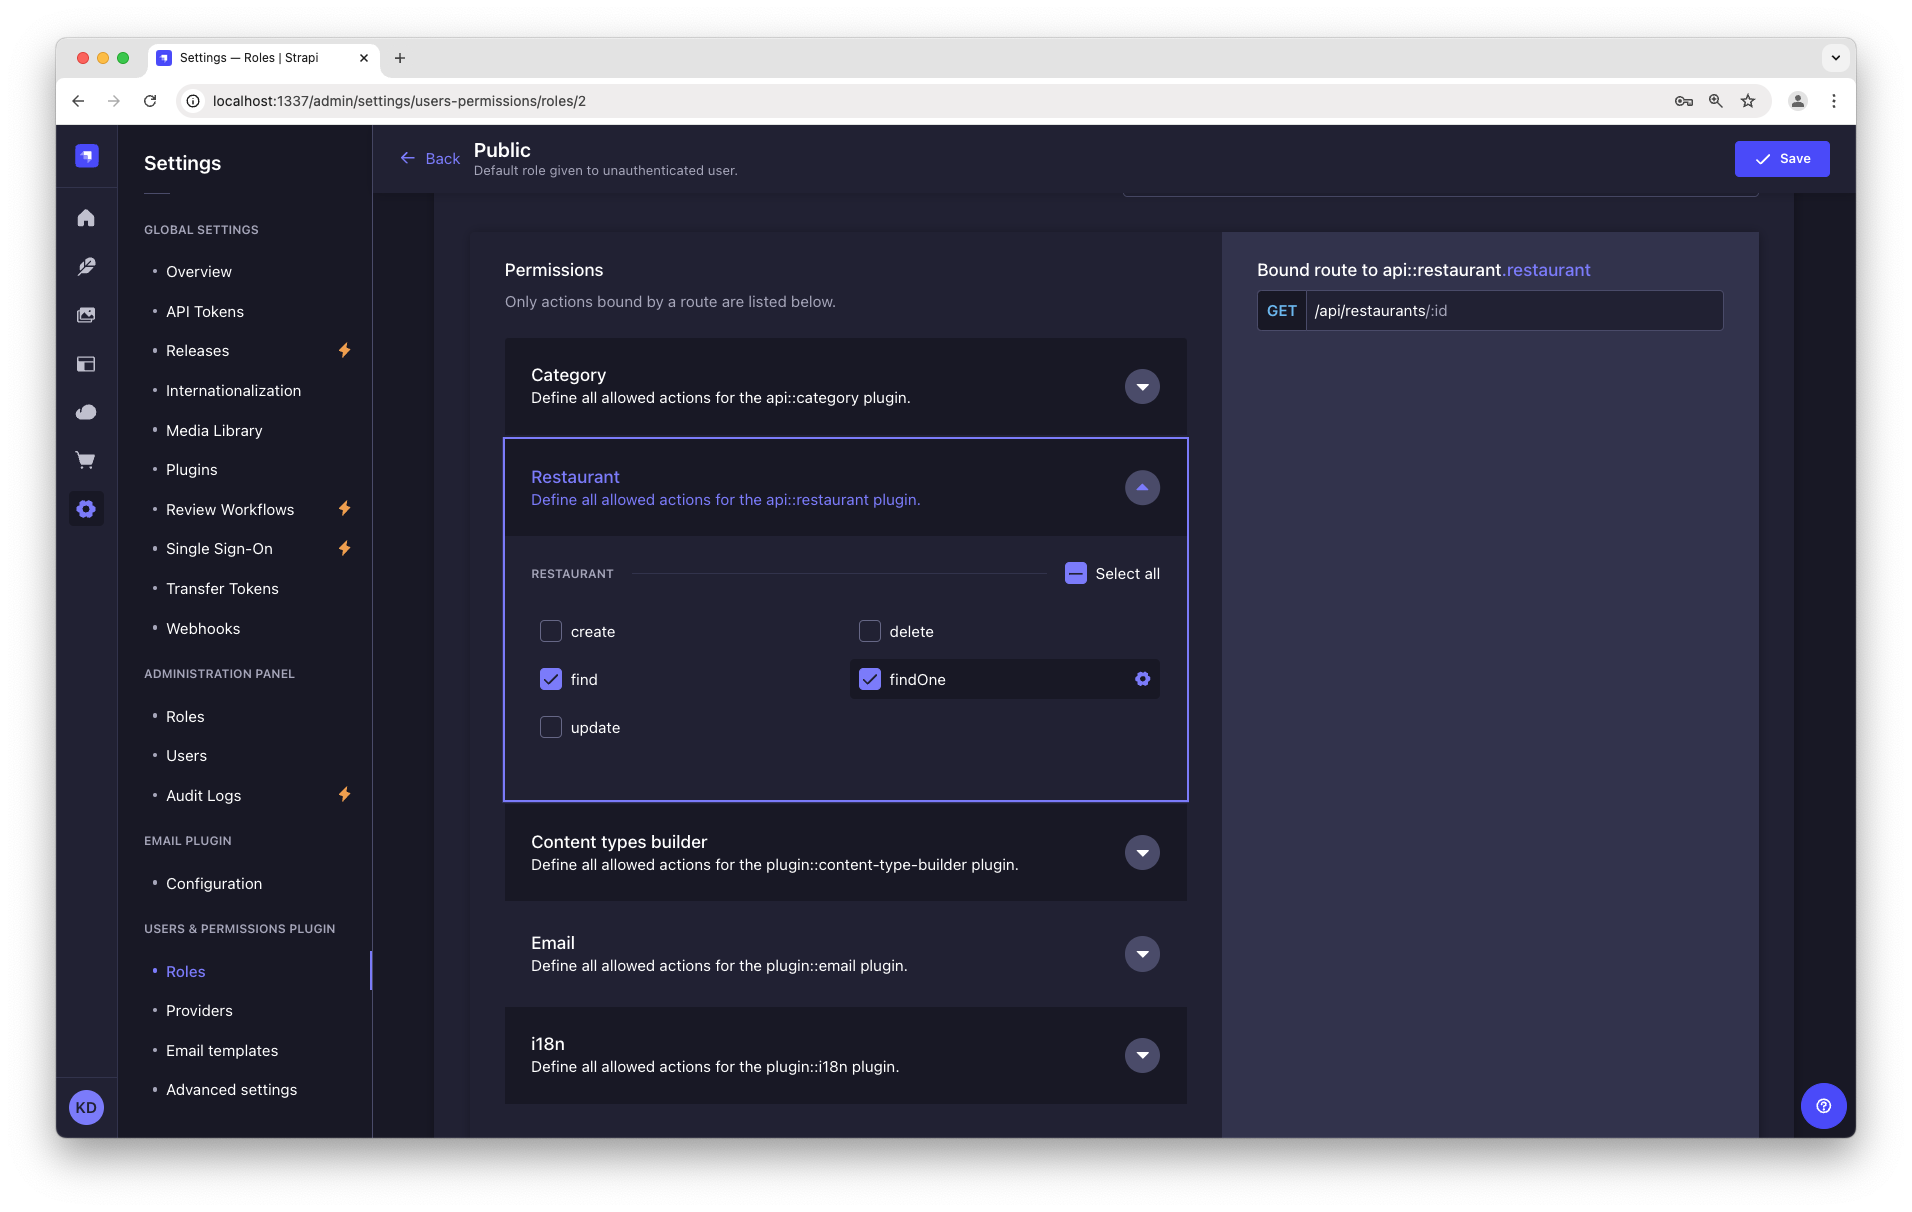 Settings — Roles | Strapi
localhost:1337/admin/settings/users-permissions/roles/2
Settings
GLOBAL SETTINGS
Overview
API Tokens
Releases
Internationalization
Media Library
Plugins
Review Workflows
Single Sign-On
Transfer Tokens
Webhooks
ADMINISTRATION PANEL
Roles
Users
Audit Logs
EMAIL PLUGIN
Configuration
USERS & PERMISSIONS PLUGIN
Roles
Providers
Email templates
Advanced settings
KD
Back
Public
Default role given to unauthenticated user.
Save
Permissions
Only actions bound by a route are listed below.
Category
Define all allowed actions for the api::category plugin.
Restaurant
Define all allowed actions for the api::restaurant plugin.
RESTAURANT
Select all
create
delete
find
findOne
update
Content types builder
Define all allowed actions for the plugin::content-type-builder plugin.
Email
Define all allowed actions for the plugin::email plugin.
i18n
Define all allowed actions for the plugin::i18n plugin.
Bound route to api::restaurant.restaurant
GET /api/restaurants/:id